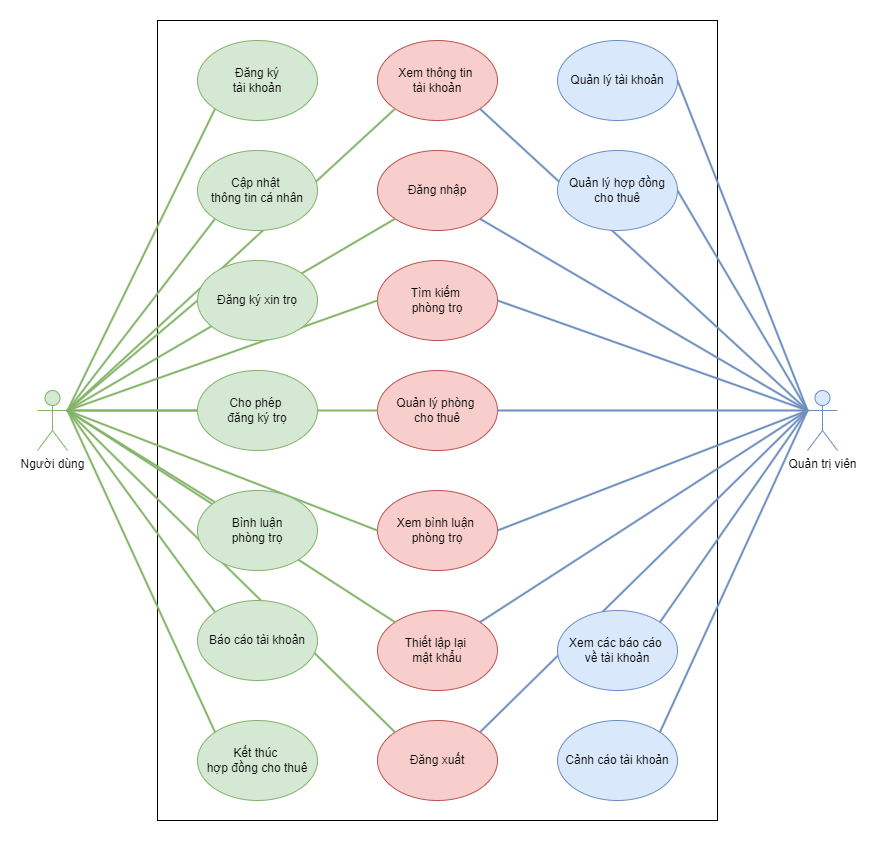 Đăng ký
tài khoản
Xem thông tin
tài khoản
Quản lý tài khoản
Cập nhật
thông tin cá nhân
Đăng nhập
Quản lý hợp đồng
cho thuê
Đăng ký xin trọ
Tìm kiếm
phòng trọ
Cho phép
đăng ký trọ
Quản lý phòng
cho thuê
Người dùng
Quản trị viên
Bình luận
phòng trọ
Xem bình luận
phòng trọ
Báo cáo tài khoản
Thiết lập lại
mật khẩu
Xem các báo cáo
về tài khoản
Kết thúc
hợp đồng cho thuê
Đăng xuất
Cảnh cáo tài khoản